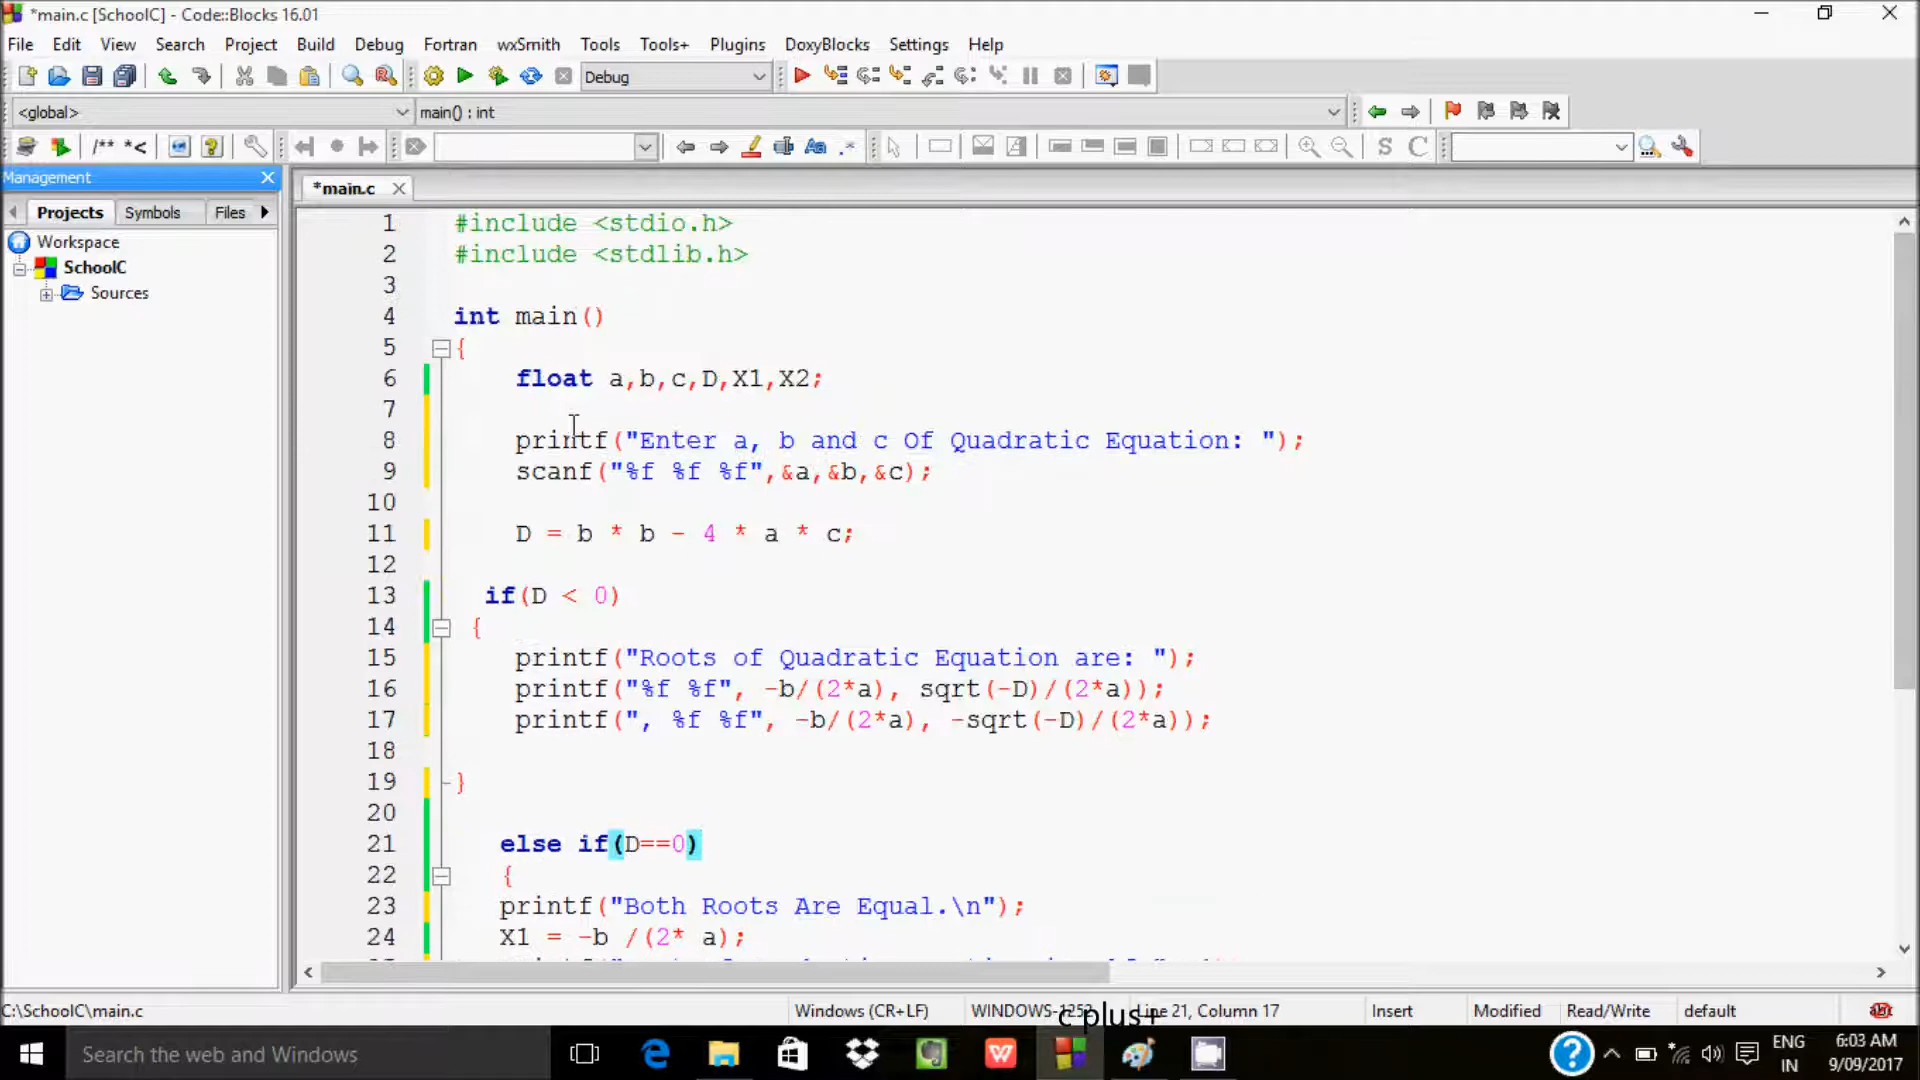 *main.c [SchoolC] - Code::Blocks 16.01
File Edit View Search Project Build Debug Fortran wxSmith Tools Tools+ Plugins DoxyBlocks Settings Help
Debug
<global> main() : int
/** *<
S C
Management
*main.c
Projects Symbols Files
Workspace
SchoolC
Sources
1 #include <stdio.h>
2 #include <stdlib.h>
3
4 int main()
5 {
6 float a,b,c,D,X1,X2;
7
8 printf("Enter a, b and c Of Quadratic Equation: ");
9 scanf("%f %f %f",&a,&b,&c);
10
11 D = b * b - 4 * a * c;
12
13 if(D < 0)
14 {
15 printf("Roots of Quadratic Equation are: ");
16 printf("%f %f", -b/(2*a), sqrt(-D)/(2*a));
17 printf(", %f %f", -b/(2*a), -sqrt(-D)/(2*a));
18
19 }
20
21 else if(D==0)
22 {
23 printf("Both Roots Are Equal.\n");
24 X1 = -b /(2* a);
C:\SchoolC\main.c Windows (CR+LF) WINDOWS-1252 Line 21, Column 17 Insert Modified Read/Write default
c plus+
Search the web and Windows
ENG
IN
6:03 AM
9/09/2017